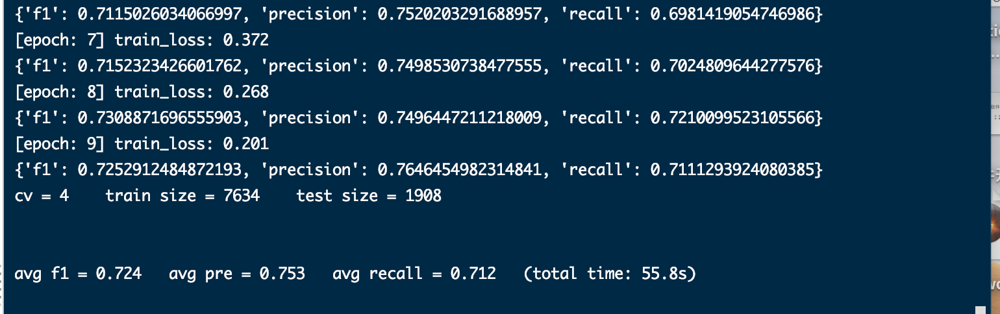 {'f1': 0.7115026034066997, 'precision': 0.7520203291688957, 'recall': 0.6981419054746986}
[epoch: 7] train_loss: 0.372
{'f1': 0.7152323426601762, 'precision': 0.7498530738477555, 'recall': 0.7024809644277576}
[epoch: 8] train_loss: 0.268
{'f1': 0.7308871696555903, 'precision': 0.7496447211218009, 'recall': 0.7210099523105566}
[epoch: 9] train_loss: 0.201
{'f1': 0.7252912484872193, 'precision': 0.7646454982314841, 'recall': 0.7111293924080385}
cv = 4    train size = 7634    test size = 1908
avg f1 = 0.724   avg pre = 0.753   avg recall = 0.712   (total time: 55.8s)
软件